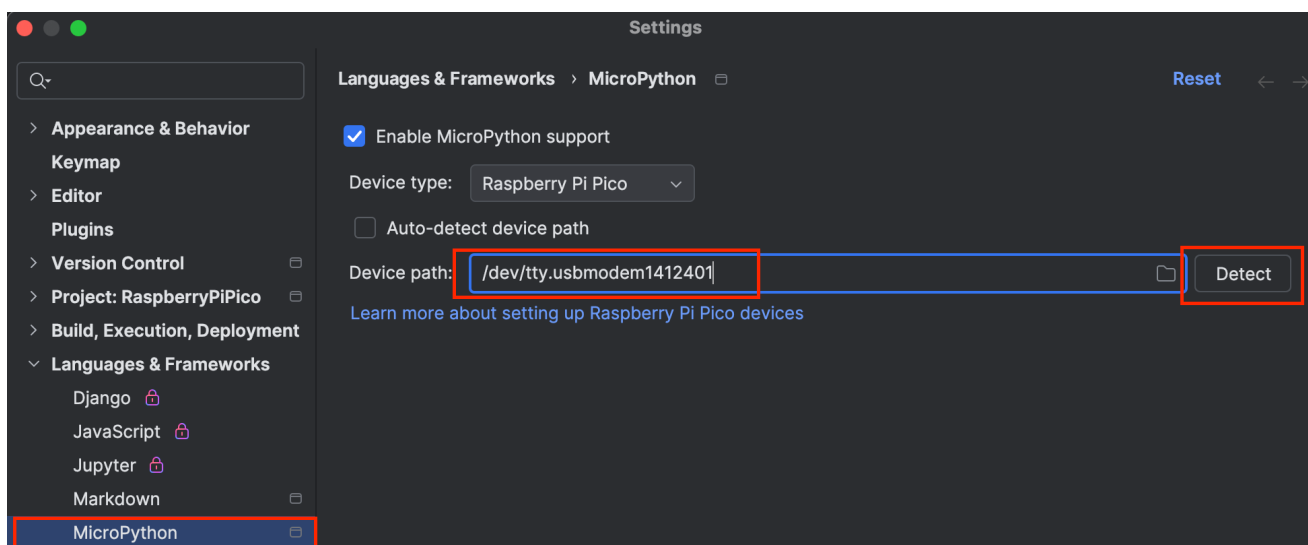 Settings
Languages & Frameworks › MicroPython
Reset
Appearance & Behavior
Keymap
Editor
Plugins
Version Control
Project: RaspberryPiPico
Build, Execution, Deployment
Languages & Frameworks
Django
JavaScript
Jupyter
Markdown
MicroPython
Enable MicroPython support
Device type: Raspberry Pi Pico
Auto-detect device path
Device path: /dev/tty.usbmodem1412401 Detect
Learn more about setting up Raspberry Pi Pico devices